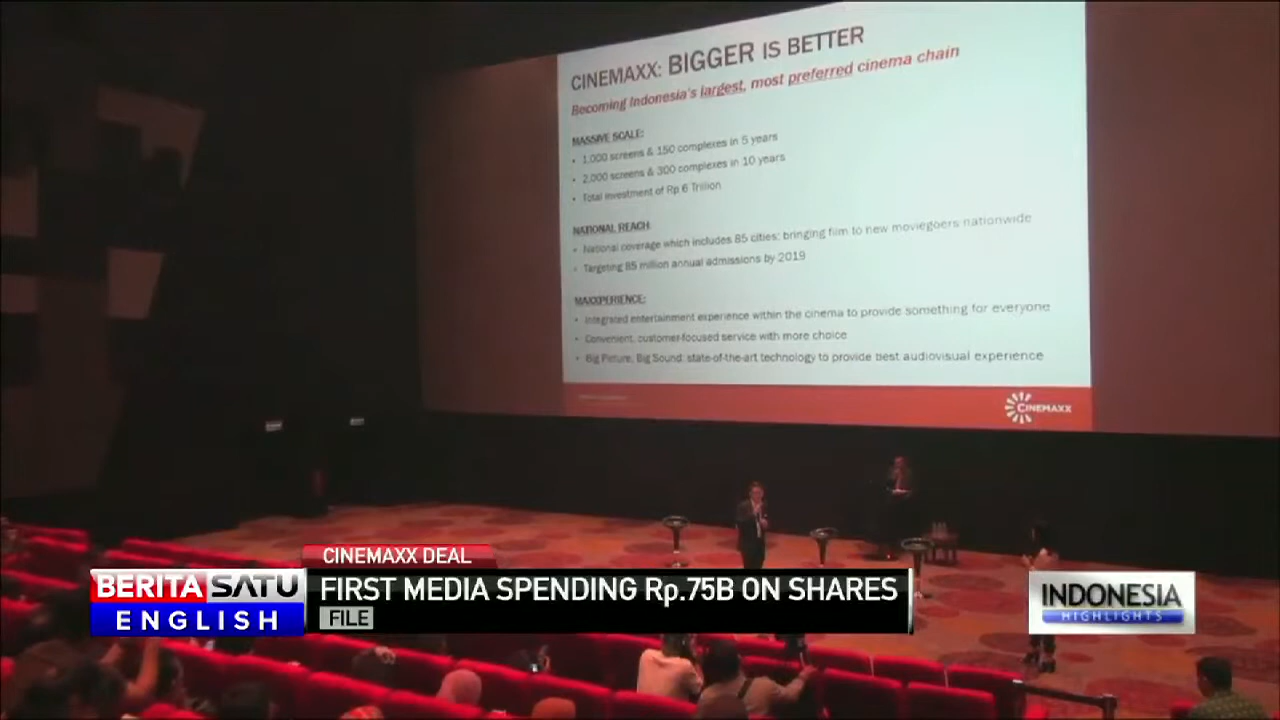 CINEMAXX: BIGGER IS BETTER
Becoming Indonesia's largest, most preferred cinema chain
MASSIVE SCALE:
• 1,000 screens & 150 complexes in 5 years
• 2,000 screens & 300 complexes in 10 years
• Total investment of Rp 6 Trillion
NATIONAL REACH
• National coverage which includes 85 cities; bringing film to new moviegoers nationwide
• Targeting 85 million annual admissions by 2019
MAXXPERIENCE:
• Integrated entertainment experience within the cinema to provide something for everyone
• Convenient, customer-focused service with more choice
• Big Picture, Big Sound: state-of-the-art technology to provide best audiovisual experience
CINEMAXX
CINEMAXX DEAL
BERITA SATU
ENGLISH
FIRST MEDIA SPENDING Rp.75B ON SHARES
FILE
INDONESIA
HIGHLIGHTS